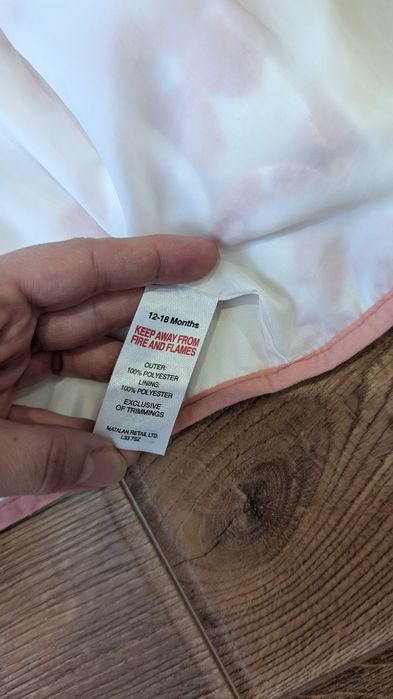 12-18 Months
KEEP AWAY FROM
FIRE AND FLAMES
OUTER:
100% POLYESTER
LINING:
100% POLYESTER
EXCLUSIVE
OF TRIMMINGS
MATALAN RETAIL LTD.
L33 7SZ